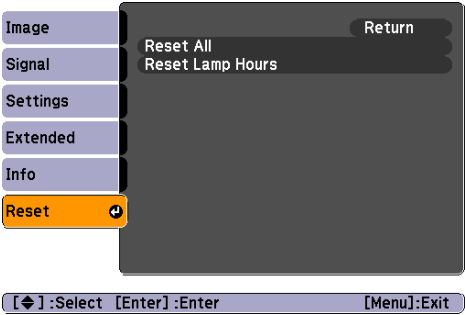 Image
Signal
Settings
Extended
Info
Reset
Return
Reset All
Reset Lamp Hours
[◆] :Select [Enter] :Enter [Menu]:Exit